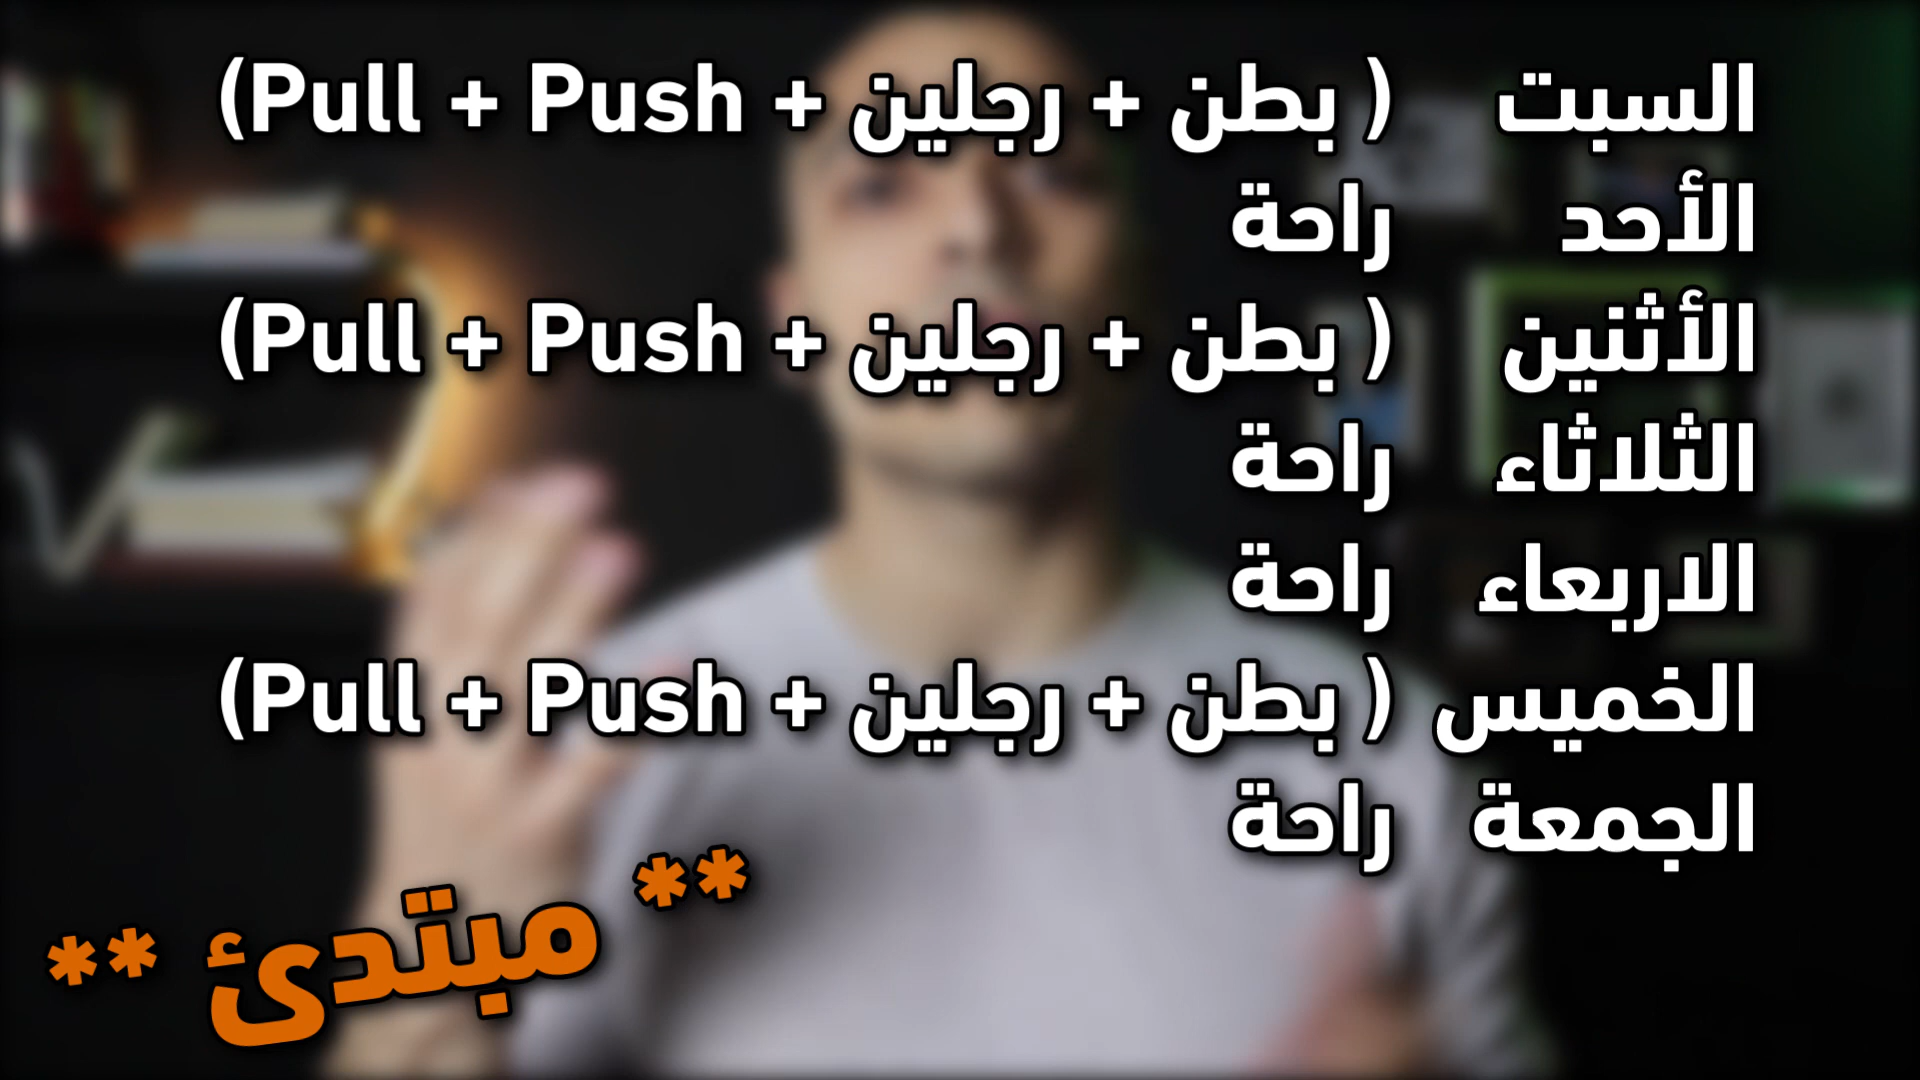 السبت ( بطن + رجلين + Pull + Push)
الأحد راحة
الأثنين ( بطن + رجلين + Pull + Push)
الثلاثاء راحة
الاربعاء راحة
الخميس ( بطن + رجلين + Pull + Push)
الجمعة راحة
** مبتدئ **